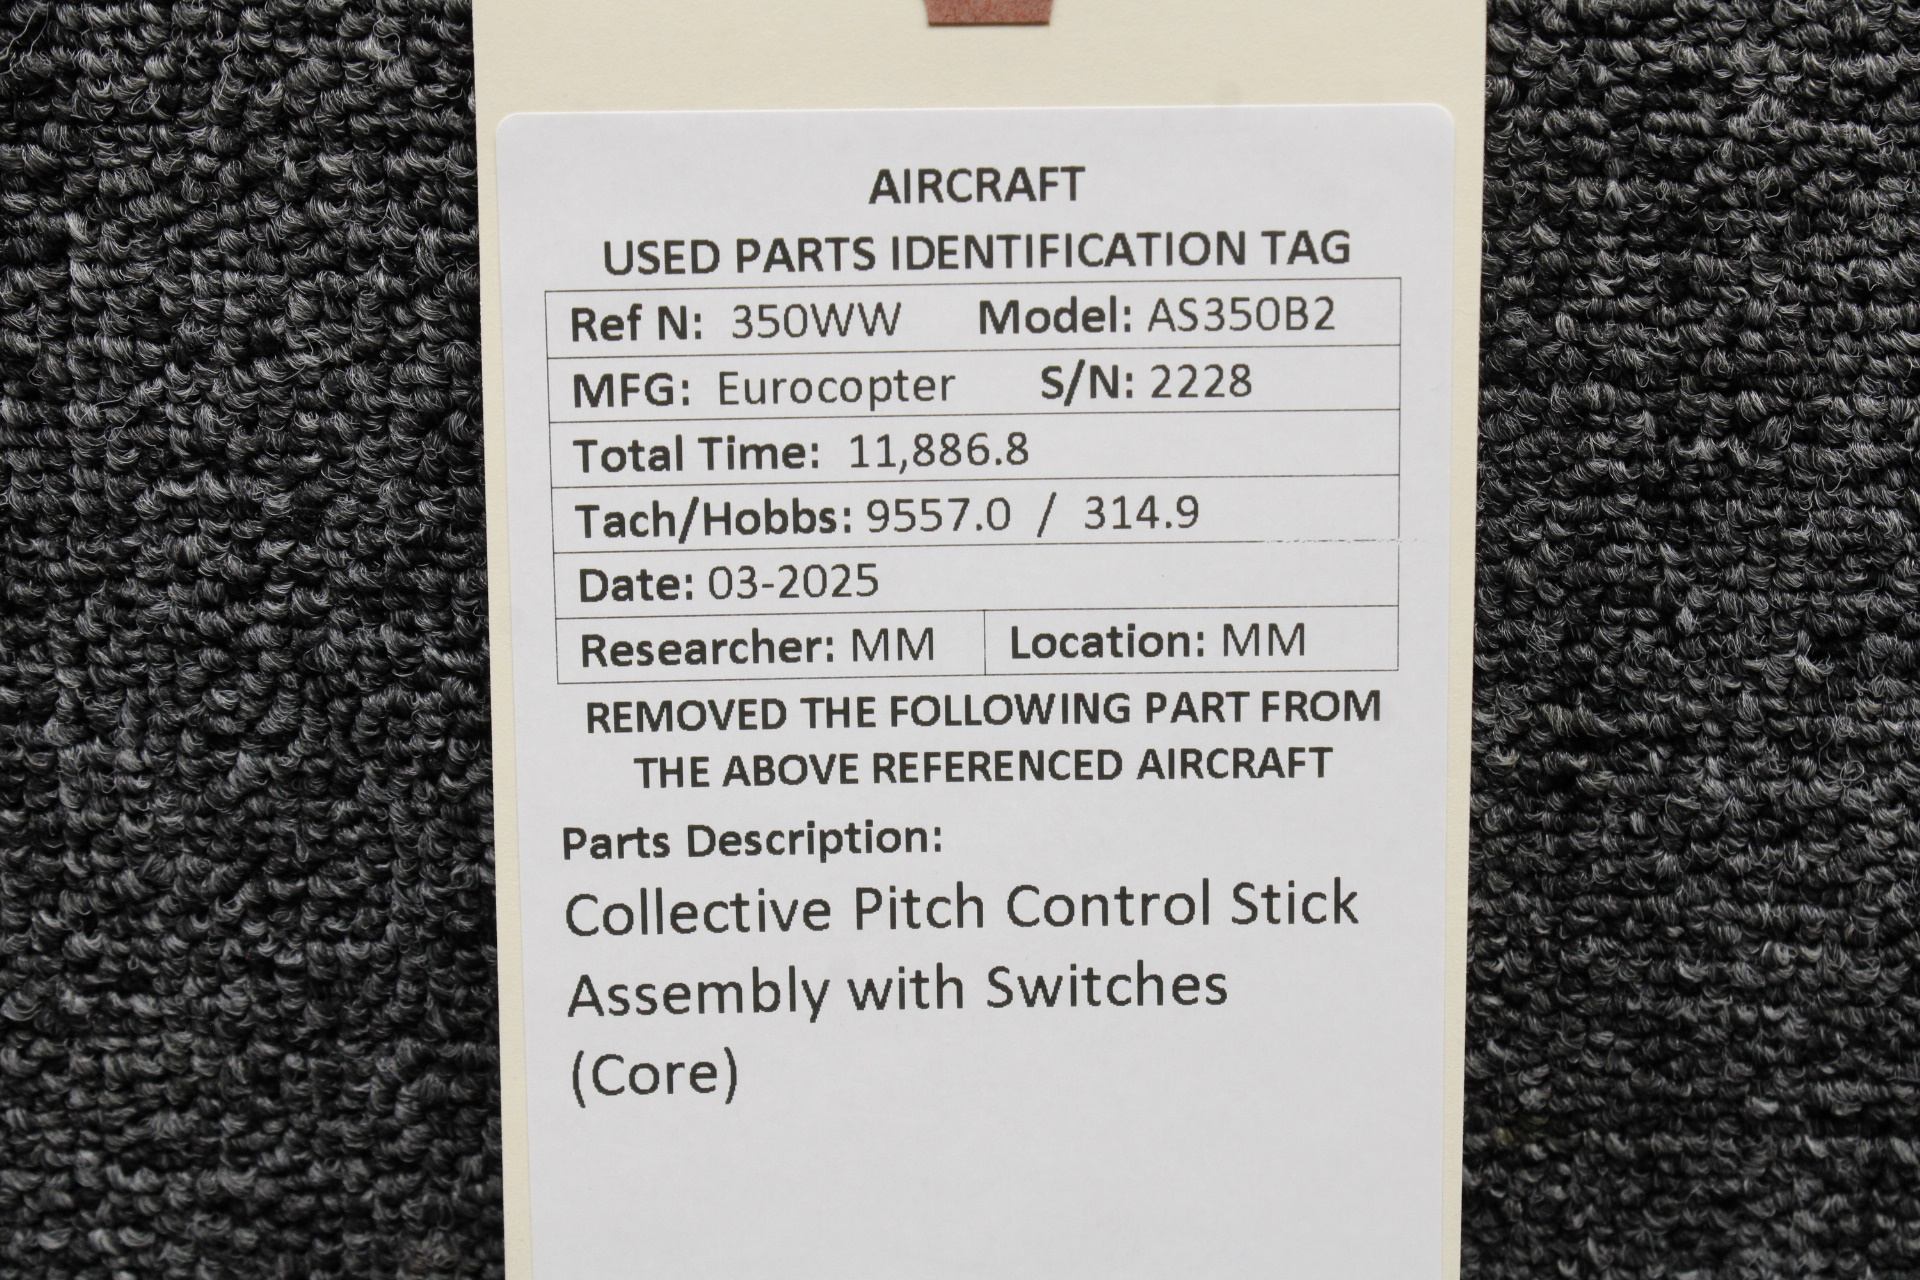 AIRCRAFT
USED PARTS IDENTIFICATION TAG
Ref N: 350WW Model: AS350B2
MFG: Eurocopter S/N: 2228
Total Time: 11,886.8
Tach/Hobbs: 9557.0 / 314.9
Date: 03-2025
Researcher: MM Location: MM
REMOVED THE FOLLOWING PART FROM
THE ABOVE REFERENCED AIRCRAFT
Parts Description:
Collective Pitch Control Stick
Assembly with Switches
(Core)